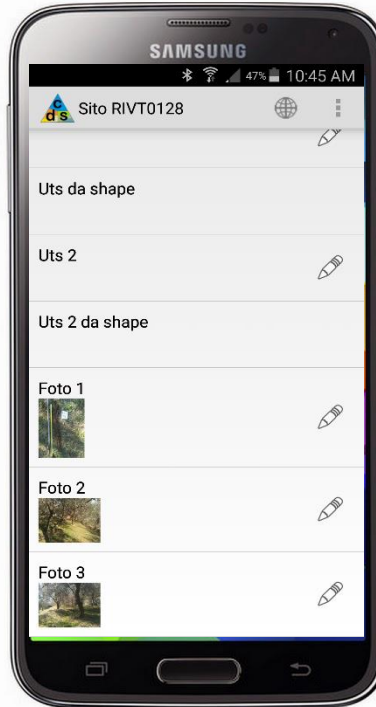 SAMSUNG
47% 10:45 AM
cds Sito RIVT0128
Uts da shape
Uts 2
Uts 2 da shape
Foto 1
Foto 2
Foto 3